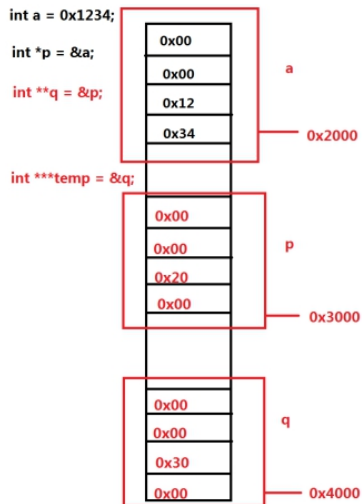 int a = 0x1234;
int *p = &a;
int **q = &p;
0x00
0x00
0x12
0x34
a
0x2000
int ***temp = &q;
0x00
0x00
0x20
0x00
p
0x3000
0x00
0x00
0x30
0x00
q
0x4000